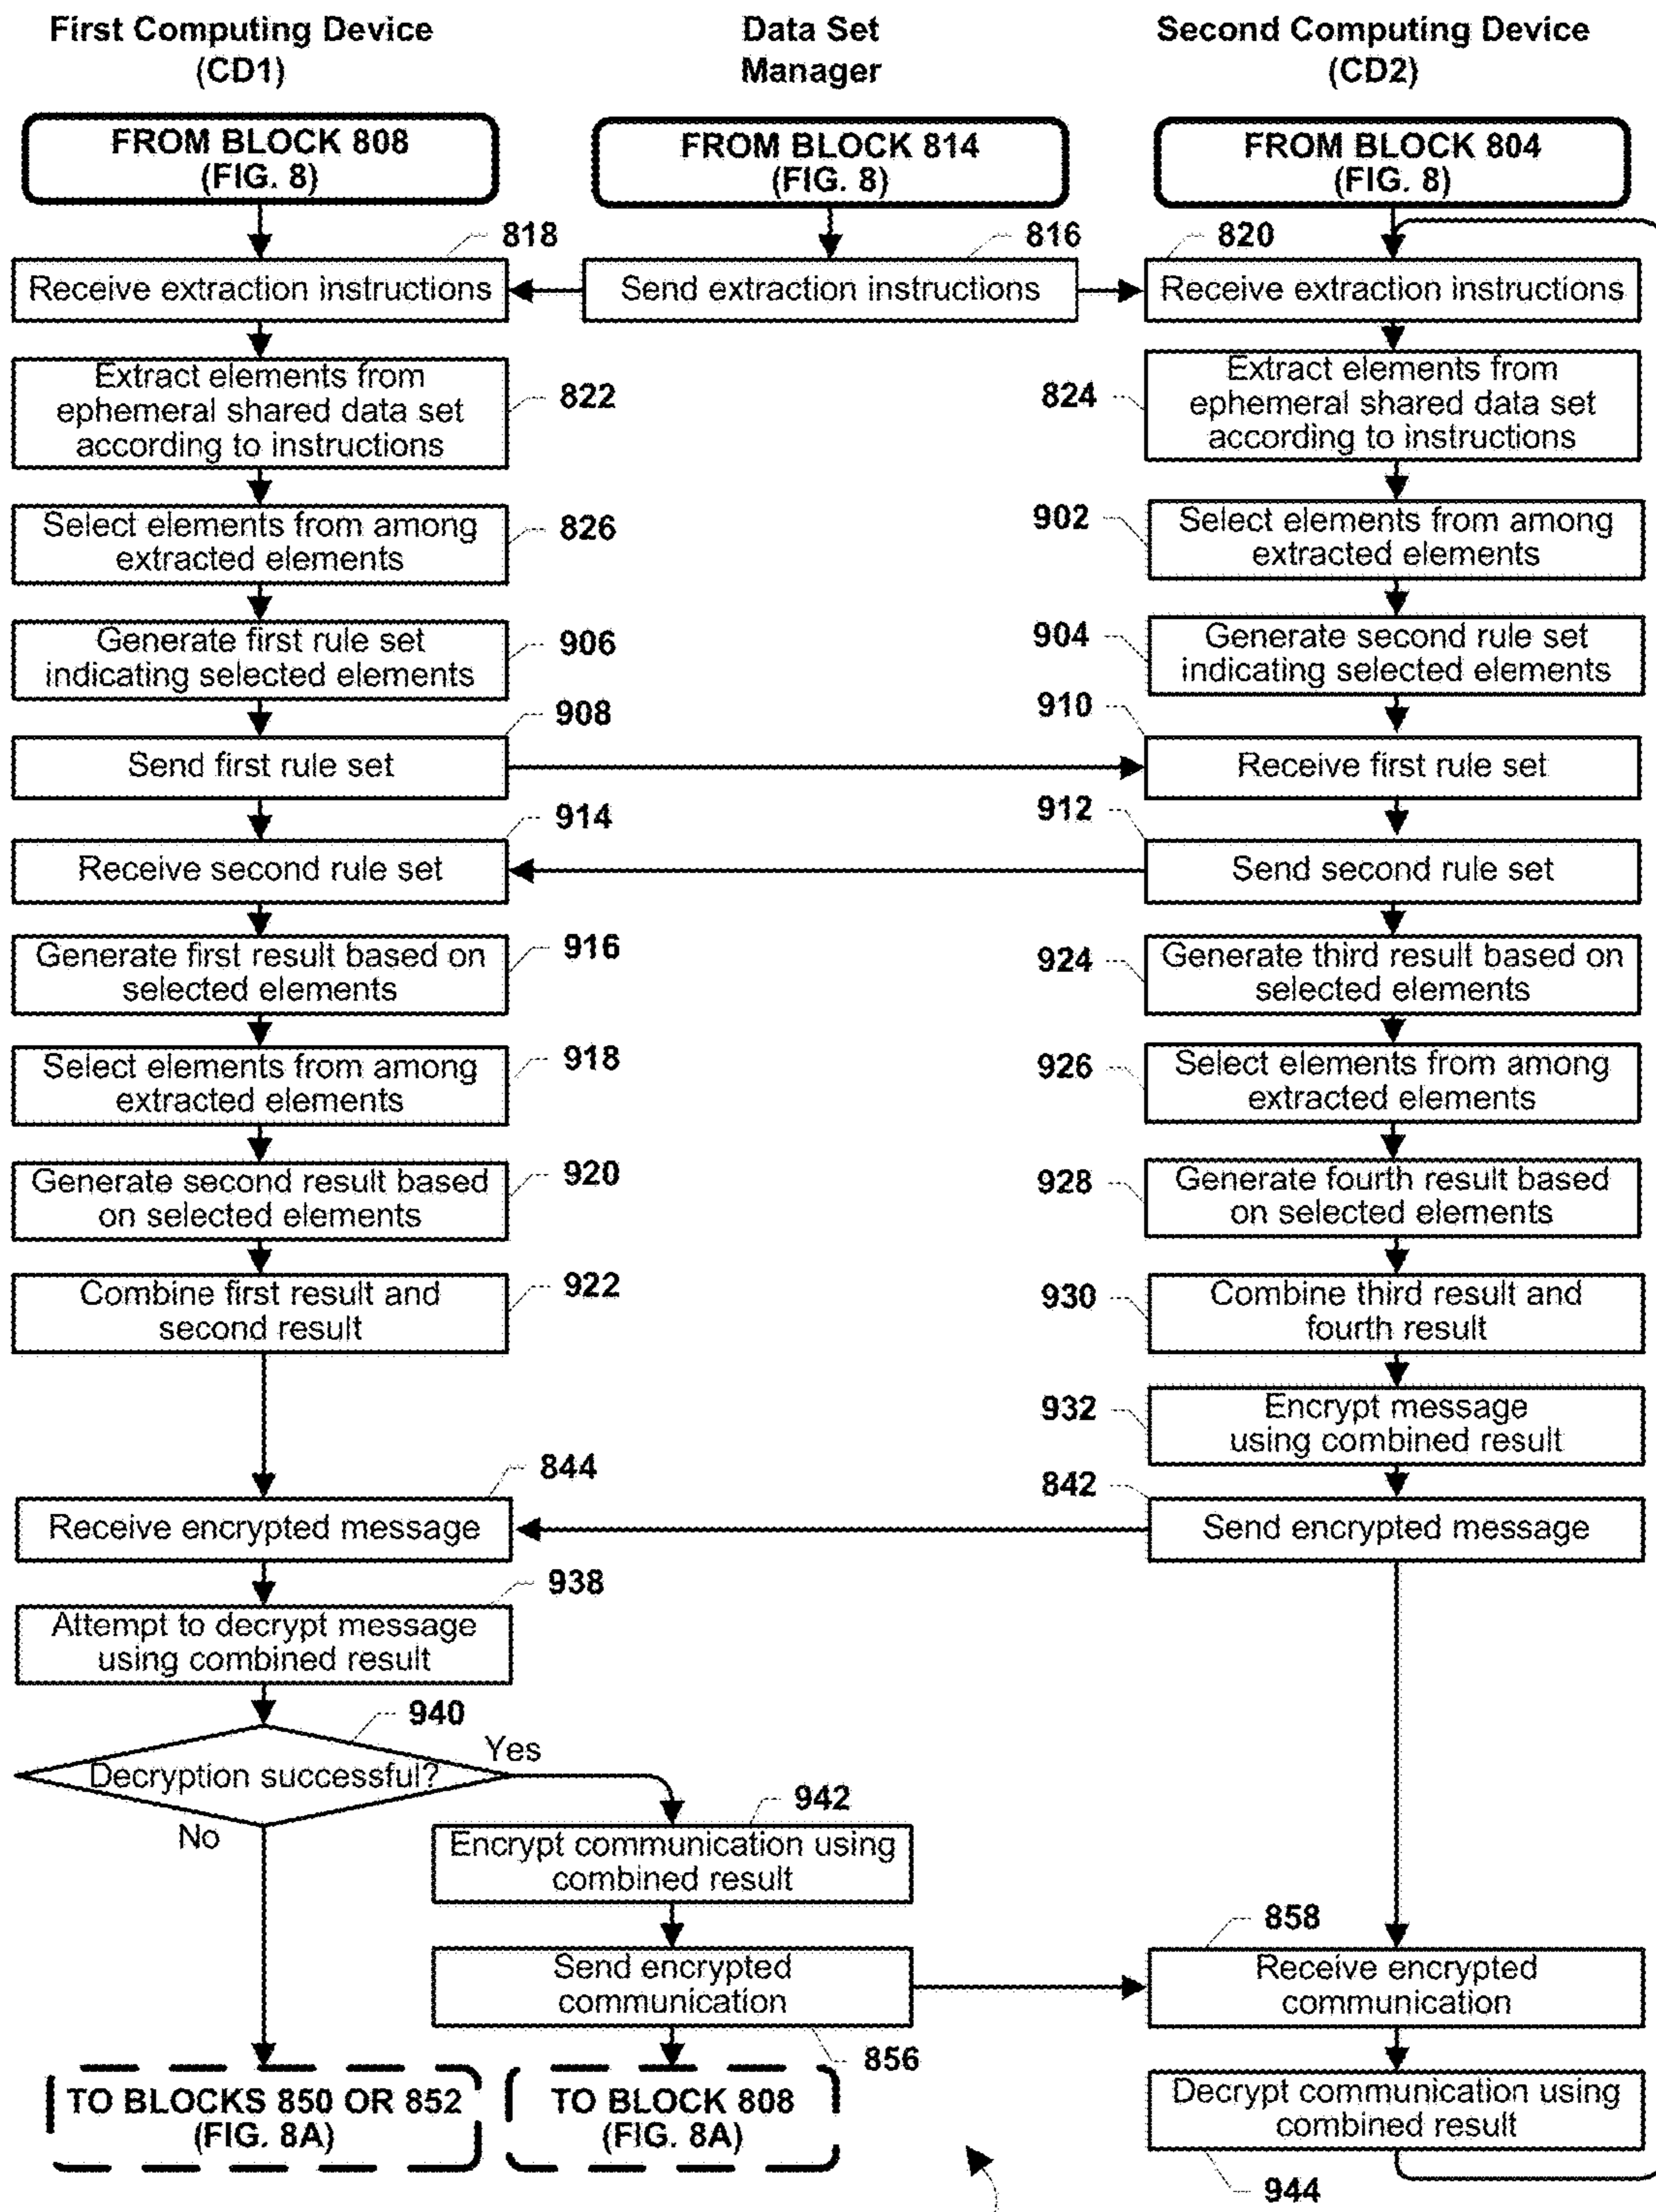 First Computing Device
(CD1)
Data Set
Manager
Second Computing Device
(CD2)
FROM BLOCK 808
(FIG. 8)
FROM BLOCK 814
(FIG. 8)
FROM BLOCK 804
(FIG. 8)
818
816
820
Receive extraction instructions
Send extraction instructions
Receive extraction instructions
Extract elements from
ephemeral shared data set
according to instructions
822
824
Extract elements from
ephemeral shared data set
according to instructions
Select elements from among
extracted elements
826
902
Select elements from among
extracted elements
Generate first rule set
indicating selected elements
906
904
Generate second rule set
indicating selected elements
908
910
Send first rule set
Receive first rule set
914
912
Receive second rule set
Send second rule set
Generate first result based on
selected elements
916
924
Generate third result based on
selected elements
Select elements from among
extracted elements
918
926
Select elements from among
extracted elements
Generate second result based
on selected elements
920
928
Generate fourth result based
on selected elements
Combine first result and
second result
922
930
Combine third result and
fourth result
932
Encrypt message
using combined result
844
842
Receive encrypted message
Send encrypted message
938
Attempt to decrypt message
using combined result
940
Decryption successful?
Yes
No
942
Encrypt communication using
combined result
858
Send encrypted
communication
Receive encrypted
communication
856
TO BLOCKS 850 OR 852
(FIG. 8A)
TO BLOCK 808
(FIG. 8A)
Decrypt communication using
combined result
944